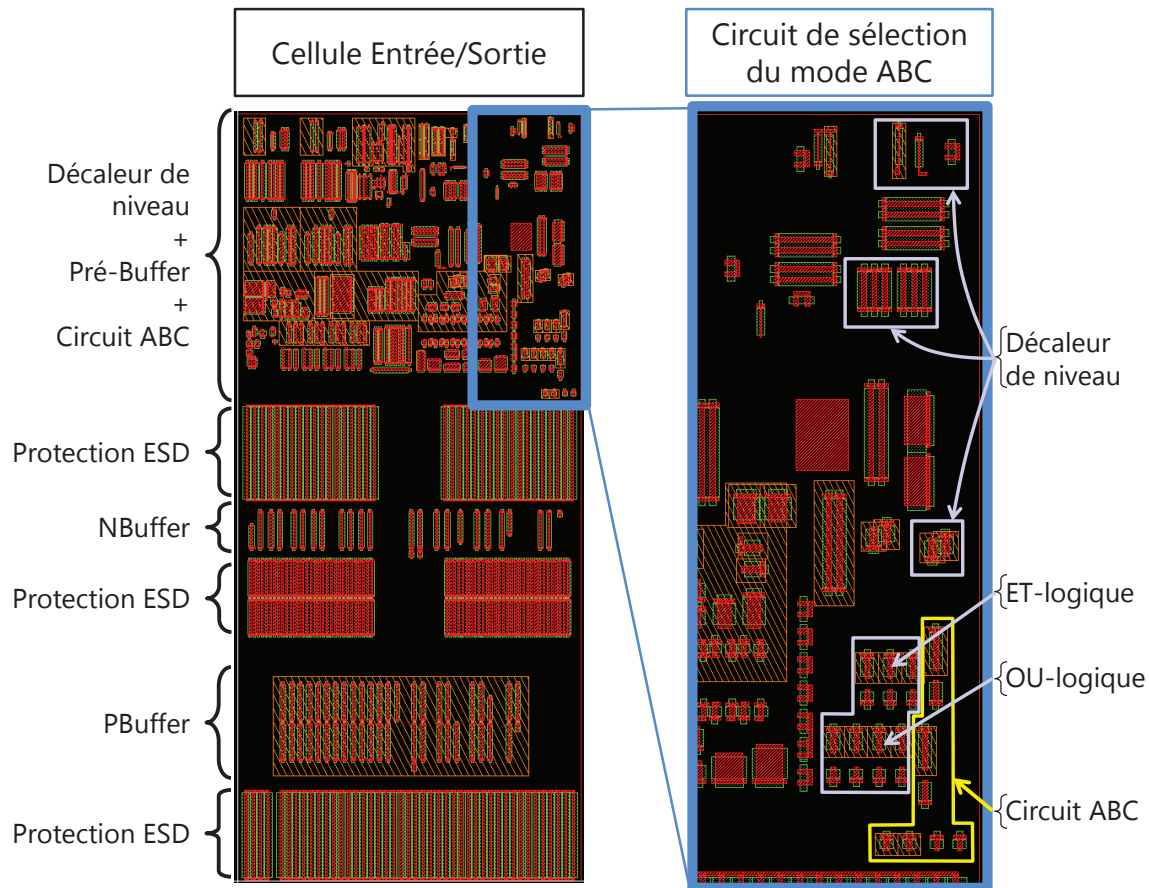 Cellule Entrée/Sortie
Circuit de sélection
du mode ABC
Décaleur de
niveau
+
Pré-Buffer
+
Circuit ABC
Protection ESD
NBuffer
Protection ESD
PBuffer
Protection ESD
Décaleur
de niveau
ET-logique
OU-logique
Circuit ABC